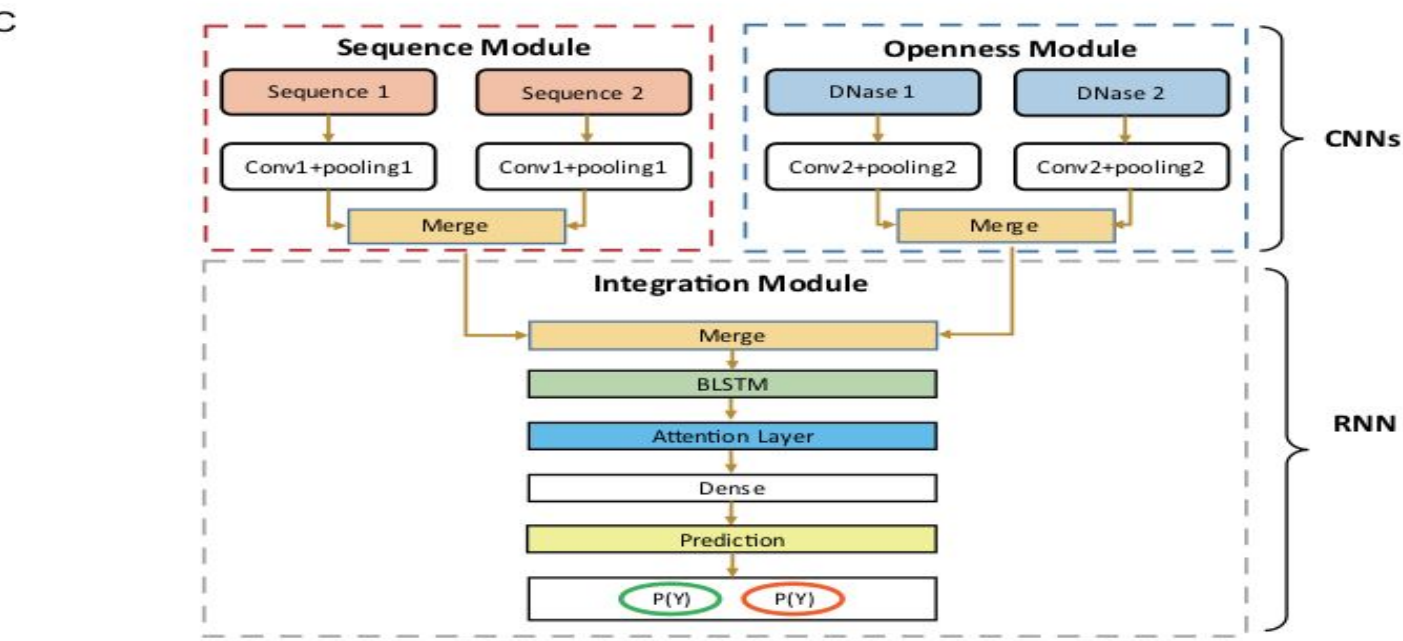 C
Sequence Module
Openness Module
Sequence 1
Sequence 2
DNase 1
DNase 2
CNNs
Conv1+pooling1
Conv1+pooling1
Conv2+pooling2
Conv2+pooling2
Merge
Merge
Integration Module
Merge
BLSTM
Attention Layer
RNN
Dense
Prediction
P(Y)
P(Y)